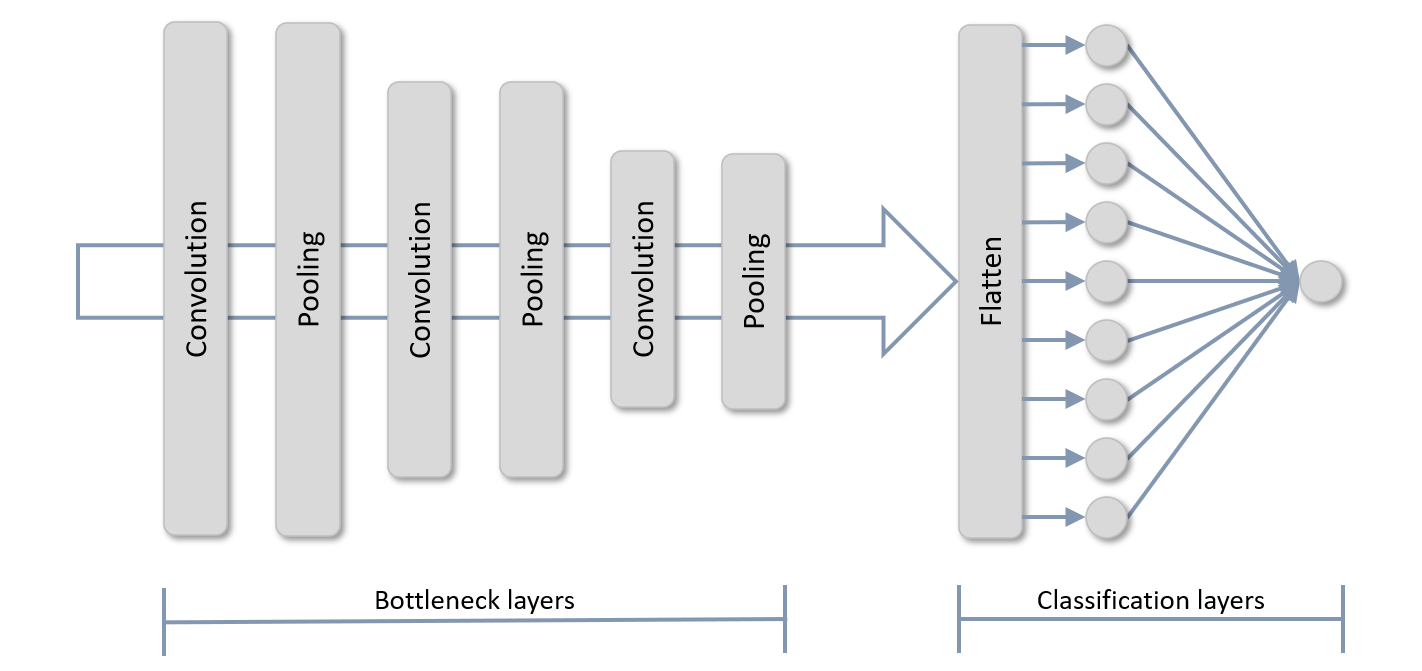 Convolution
Pooling
Convolution
Pooling
Convolution
Pooling
Flatten
Bottleneck layers
Classification layers